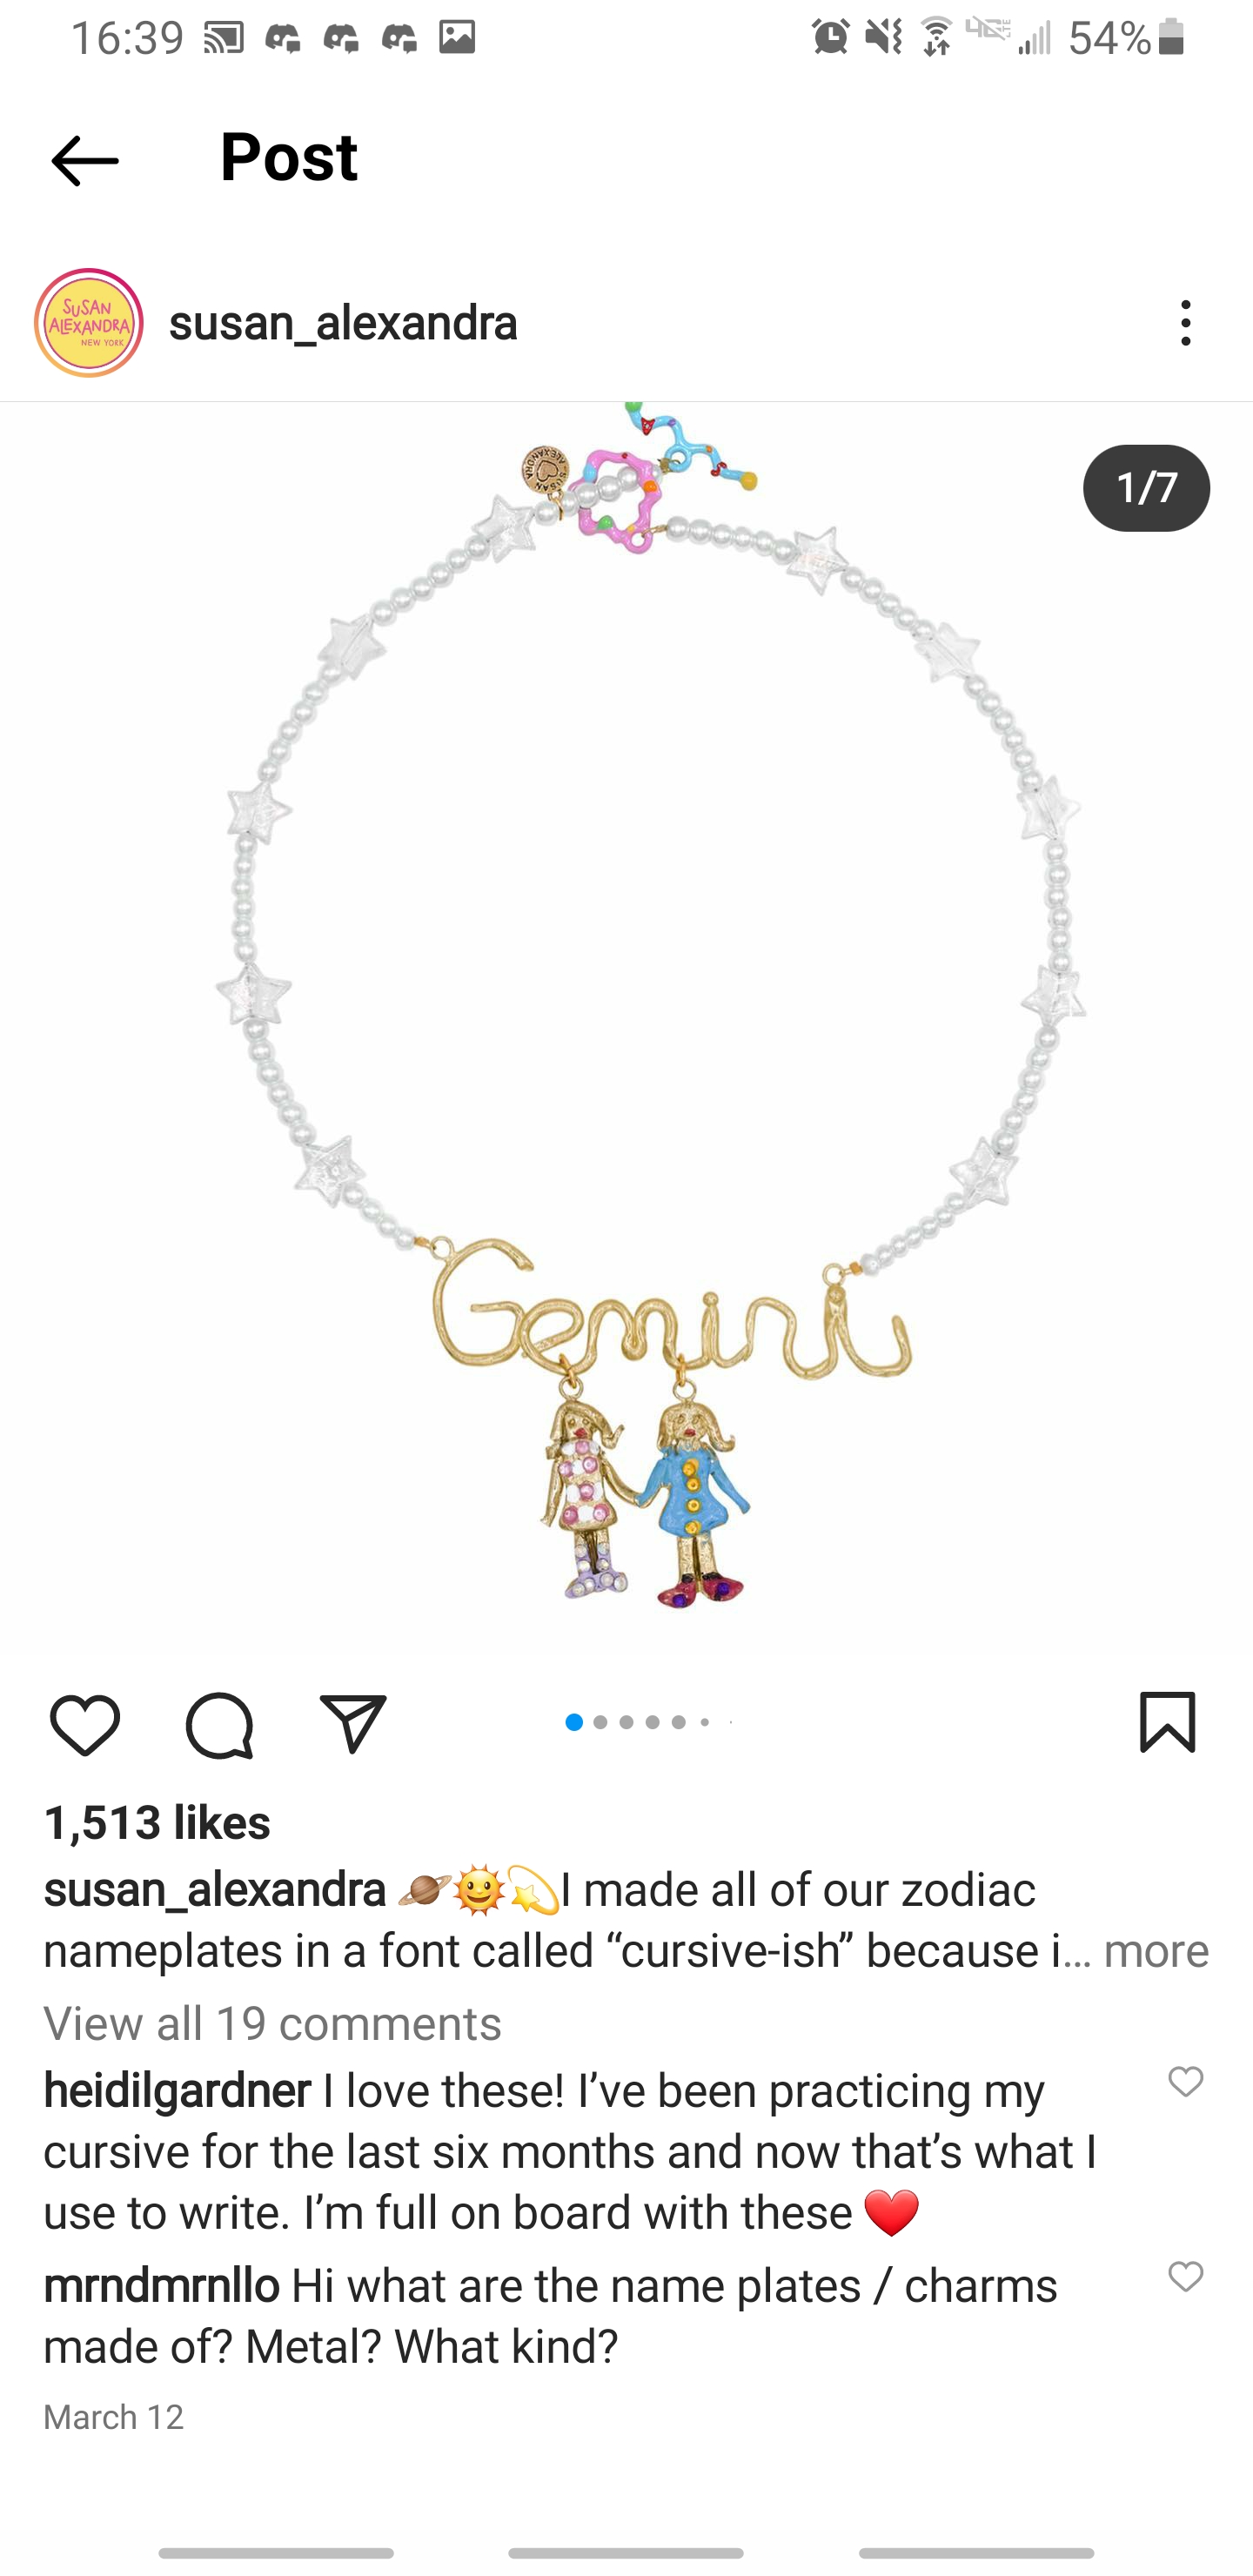 16:39
54%
Post
SUSAN
ALEXANDRA
NEW YORK
susan_alexandra
SUSAN
ALEXANDRA
1/7
Gemini
1,513 likes
susan_alexandra 🪐🌞💫I made all of our zodiac
nameplates in a font called “cursive-ish” because i... more
View all 19 comments
heidilgardner I love these! I’ve been practicing my
cursive for the last six months and now that’s what I
use to write. I’m full on board with these ❤️
mrndmrnllo Hi what are the name plates / charms
made of? Metal? What kind?
March 12